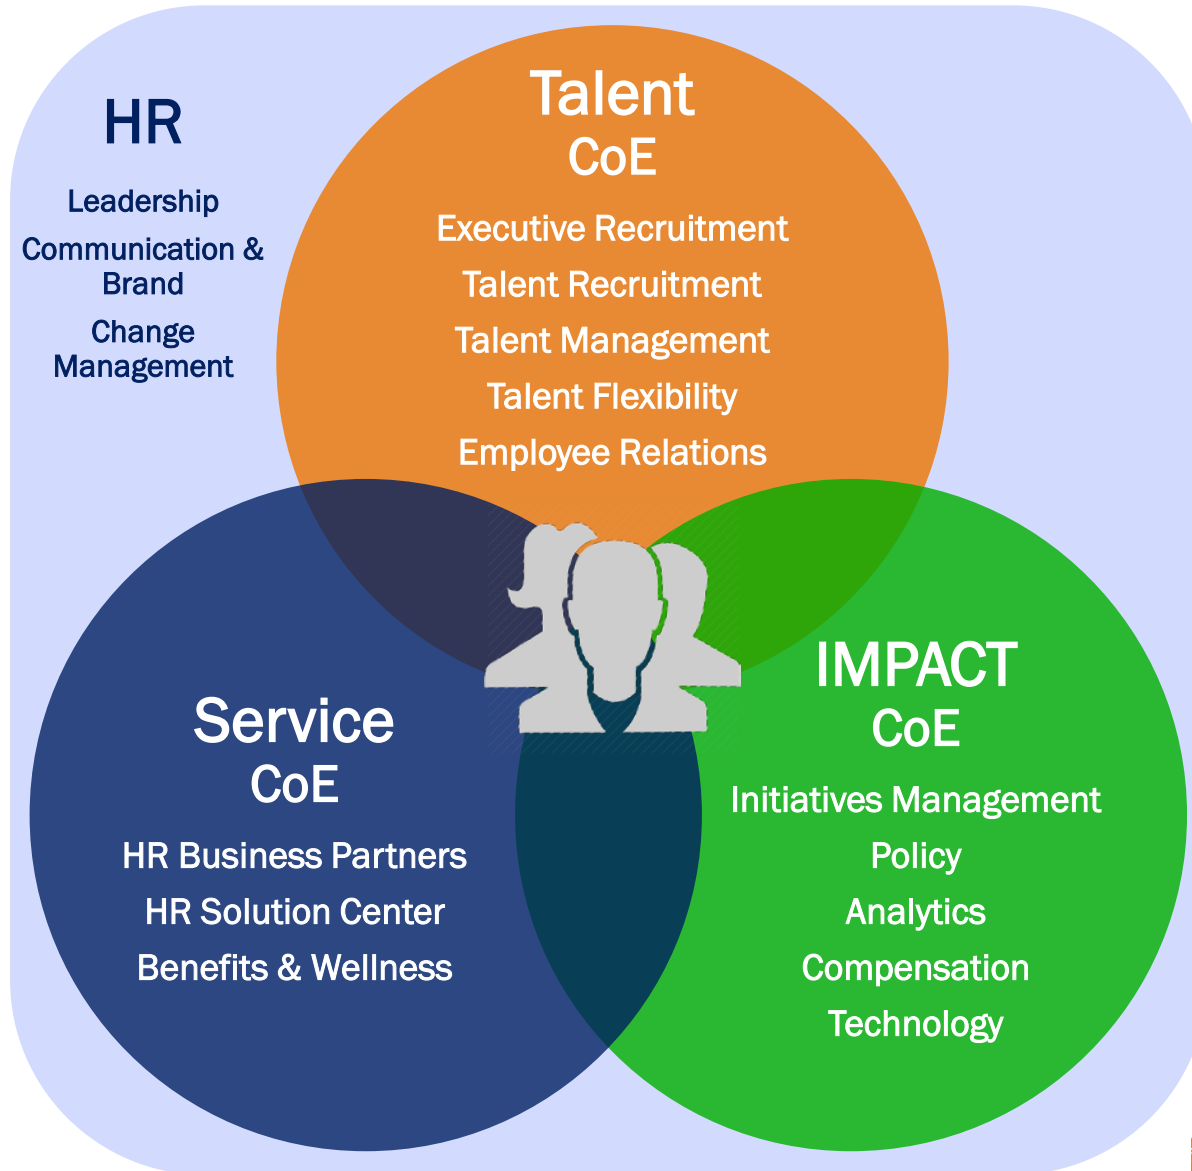 HR
Leadership
Communication &
Brand
Change
Management
Talent
CoE
Executive Recruitment
Talent Recruitment
Talent Management
Talent Flexibility
Employee Relations
Service
CoE
HR Business Partners
HR Solution Center
Benefits & Wellness
IMPACT
CoE
Initiatives Management
Policy
Analytics
Compensation
Technology